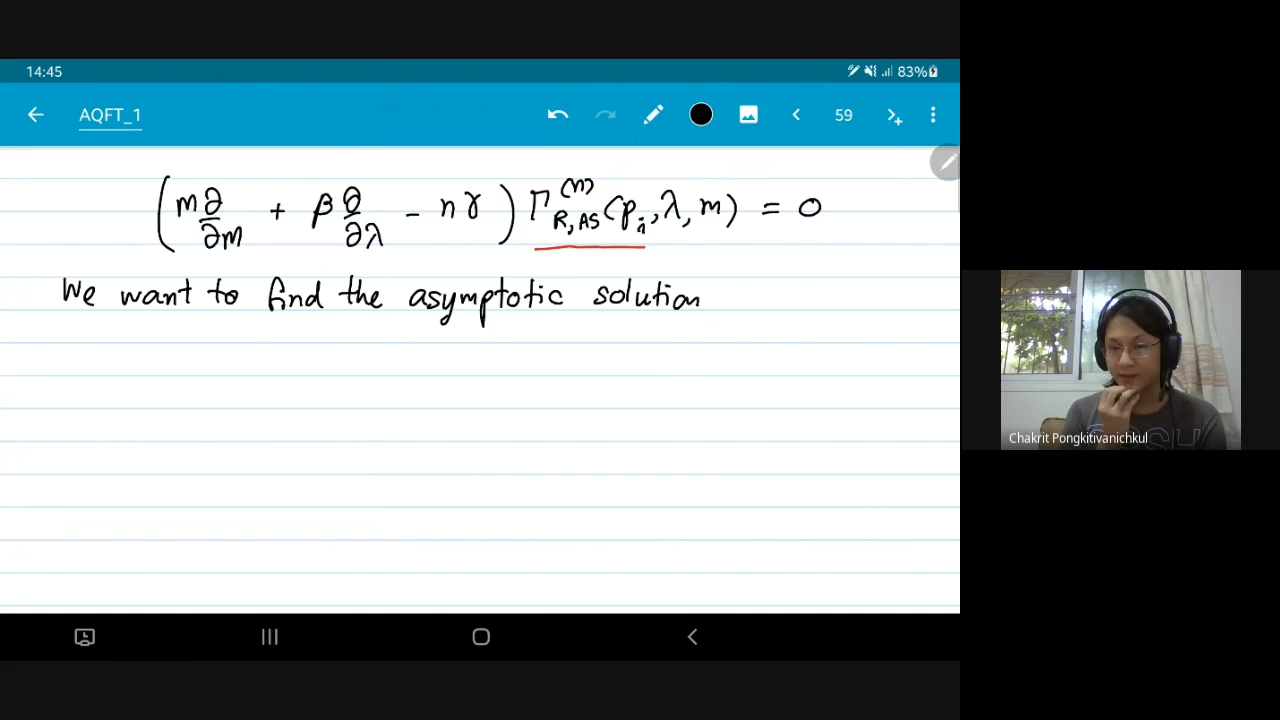 14:45
83%
AQFT_1
59
(m ∂/∂m + β ∂/∂λ - nγ) Γ^(n)_R,AS (p_i, λ, m) = 0
We want to find the asymptotic solution
Chakrit Pongkitivanichkul